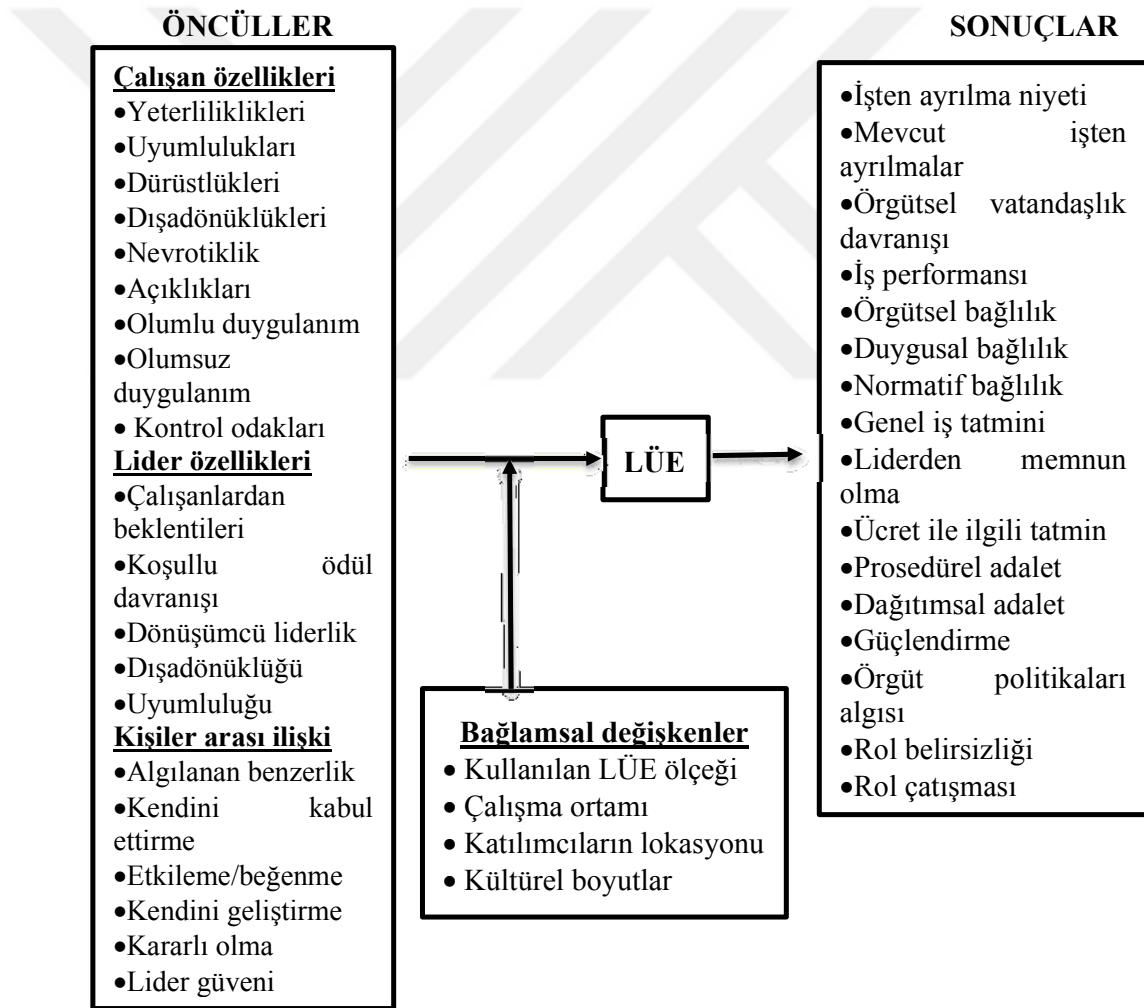 ÖNCÜLLER
Çalışan özellikleri
•Yeterliliklikleri
•Uyumlulukları
•Dürüstlükleri
•Dışadönüklükleri
•Nevrotiklik
•Açıklıkları
•Olumlu duygulanım
•Olumsuz
duygulanım
• Kontrol odakları
Lider özellikleri
•Çalışanlardan
beklentileri
•Koşullu ödül
davranışı
•Dönüşümcü liderlik
•Dışadönüklüğü
•Uyumluluğu
Kişiler arası ilişki
•Algılanan benzerlik
•Kendini kabul
ettirme
•Etkileme/beğenme
•Kendini geliştirme
•Kararlı olma
•Lider güveni
LÜE
Bağlamsal değişkenler
• Kullanılan LÜE ölçeği
• Çalışma ortamı
• Katılımcıların lokasyonu
• Kültürel boyutlar
SONUÇLAR
•İşten ayrılma niyeti
•Mevcut işten
ayrılmalar
•Örgütsel vatandaşlık
davranışı
•İş performansı
•Örgütsel bağlılık
•Duygusal bağlılık
•Normatif bağlılık
•Genel iş tatmini
•Liderden memnun
olma
•Ücret ile ilgili tatmin
•Prosedürel adalet
•Dağıtımsal adalet
•Güçlendirme
•Örgüt politikaları
algısı
•Rol belirsizliği
•Rol çatışması